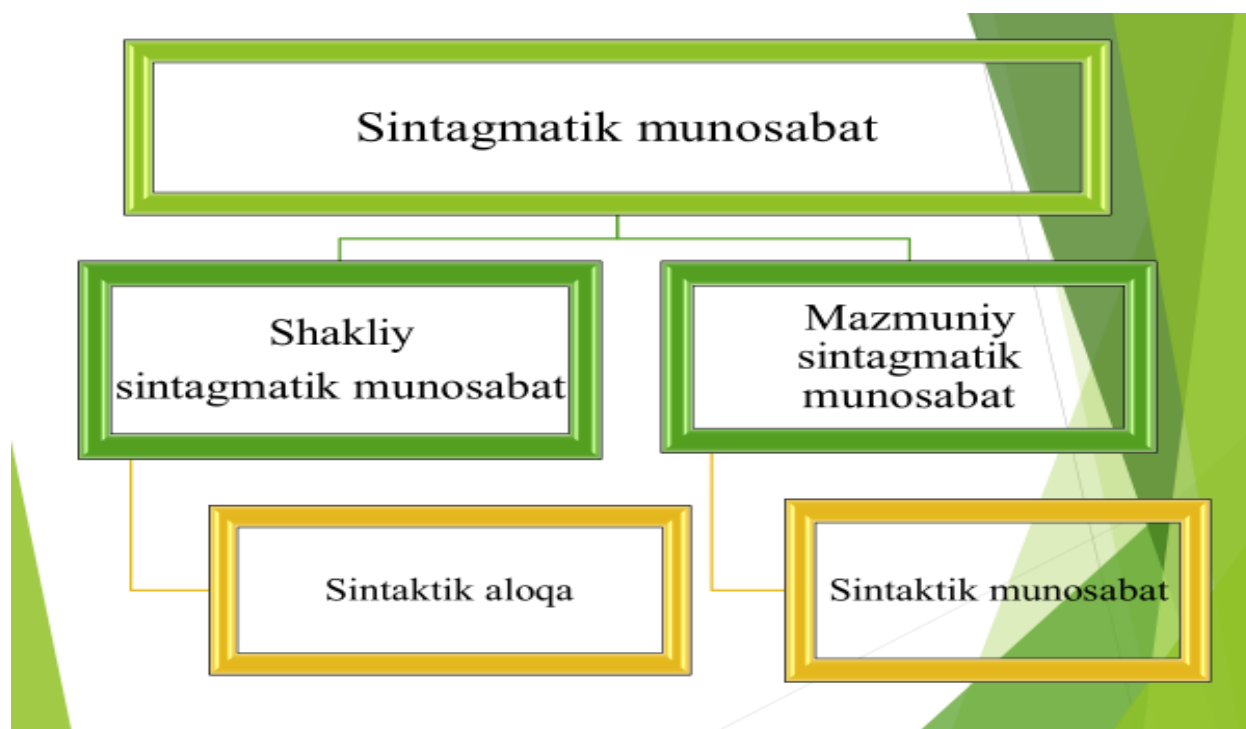 Sintagmatik munosabat
Shakliy
sintagmatik munosabat
Mazmuniy
sintagmatik
munosabat
Sintaktik aloqa
Sintaktik munosabat